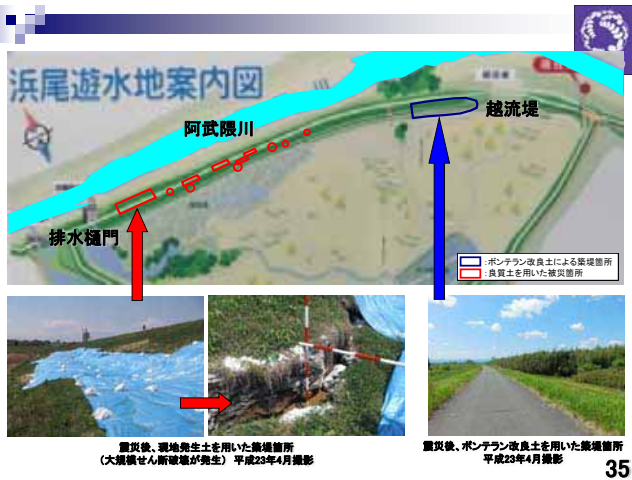 浜尾遊水地案内図
阿武隈川
越流堤
排水樋門
:ボンテラン改良土による築堤箇所
:良質土を用いた被災箇所
震災後、現地発生土を用いた築堤箇所
(大規模せん断破壊が発生) 平成23年4月撮影
震災後、ボンテラン改良土を用いた築堤箇所
平成23年4月撮影
35